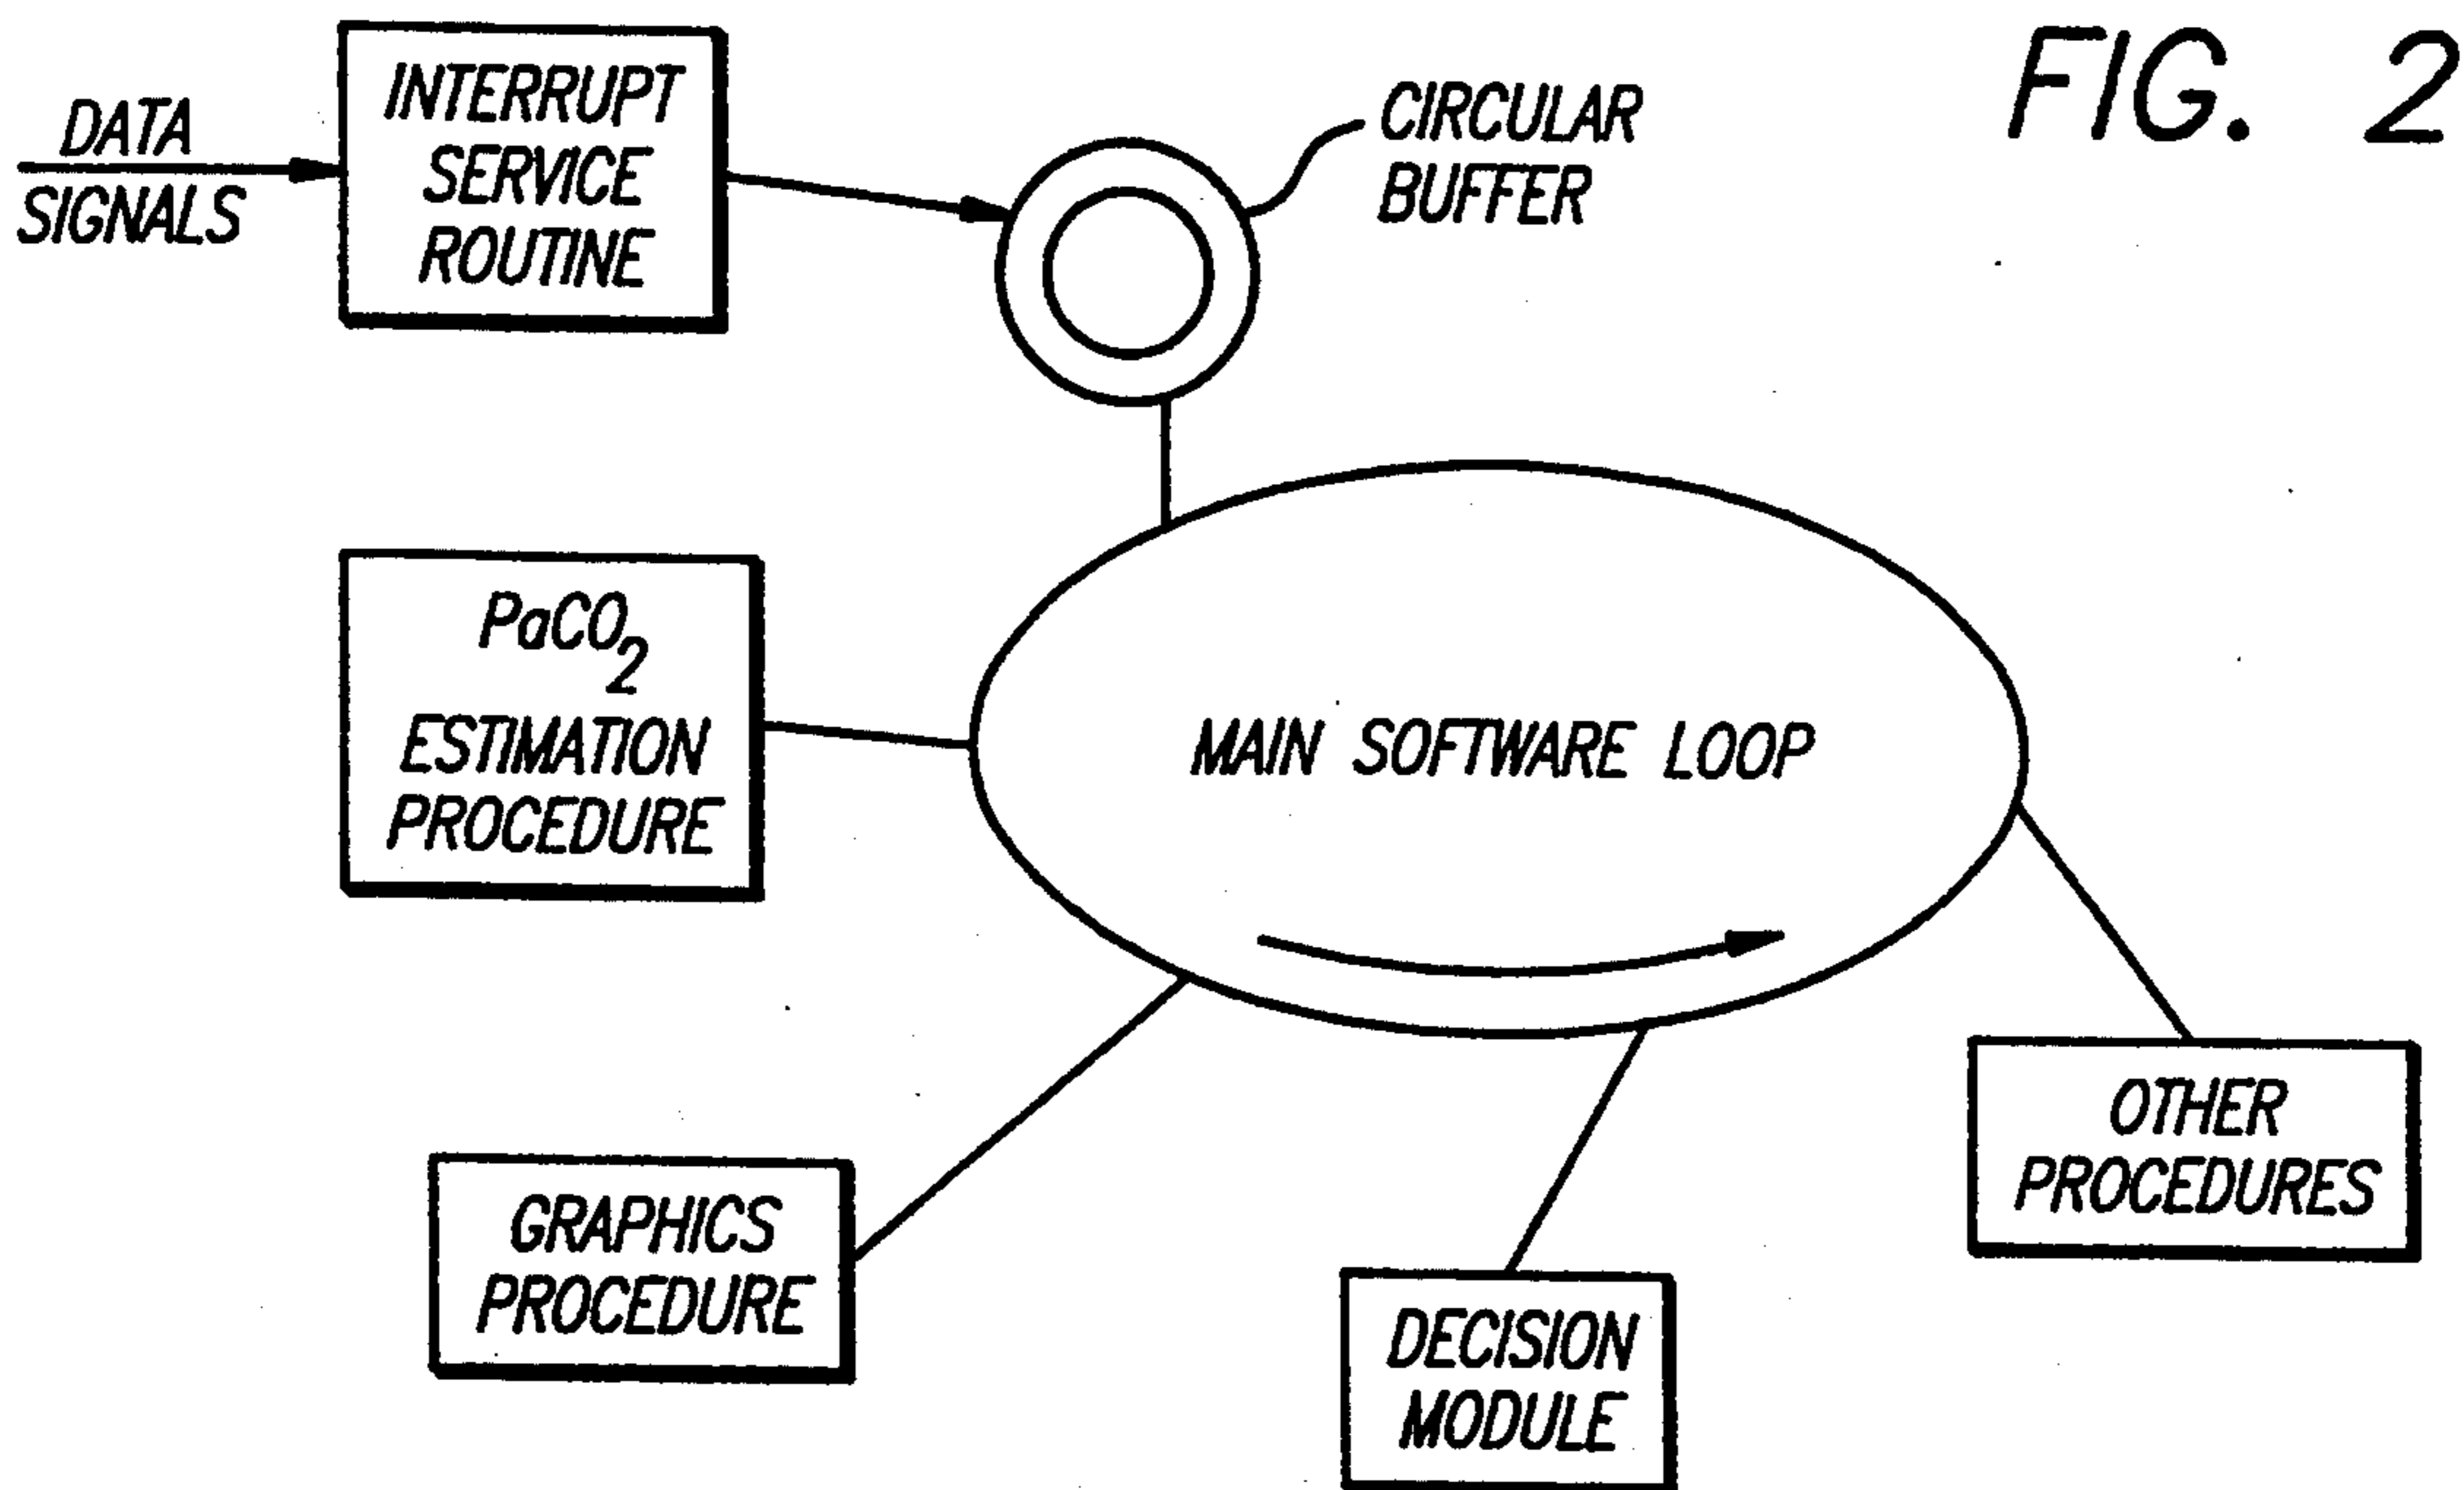 FIG. 2
DATA
SIGNALS
INTERRUPT
SERVICE
ROUTINE
CIRCULAR
BUFFER
PaCO2
ESTIMATION
PROCEDURE
MAIN SOFTWARE LOOP
GRAPHICS
PROCEDURE
DECISION
MODULE
OTHER
PROCEDURES